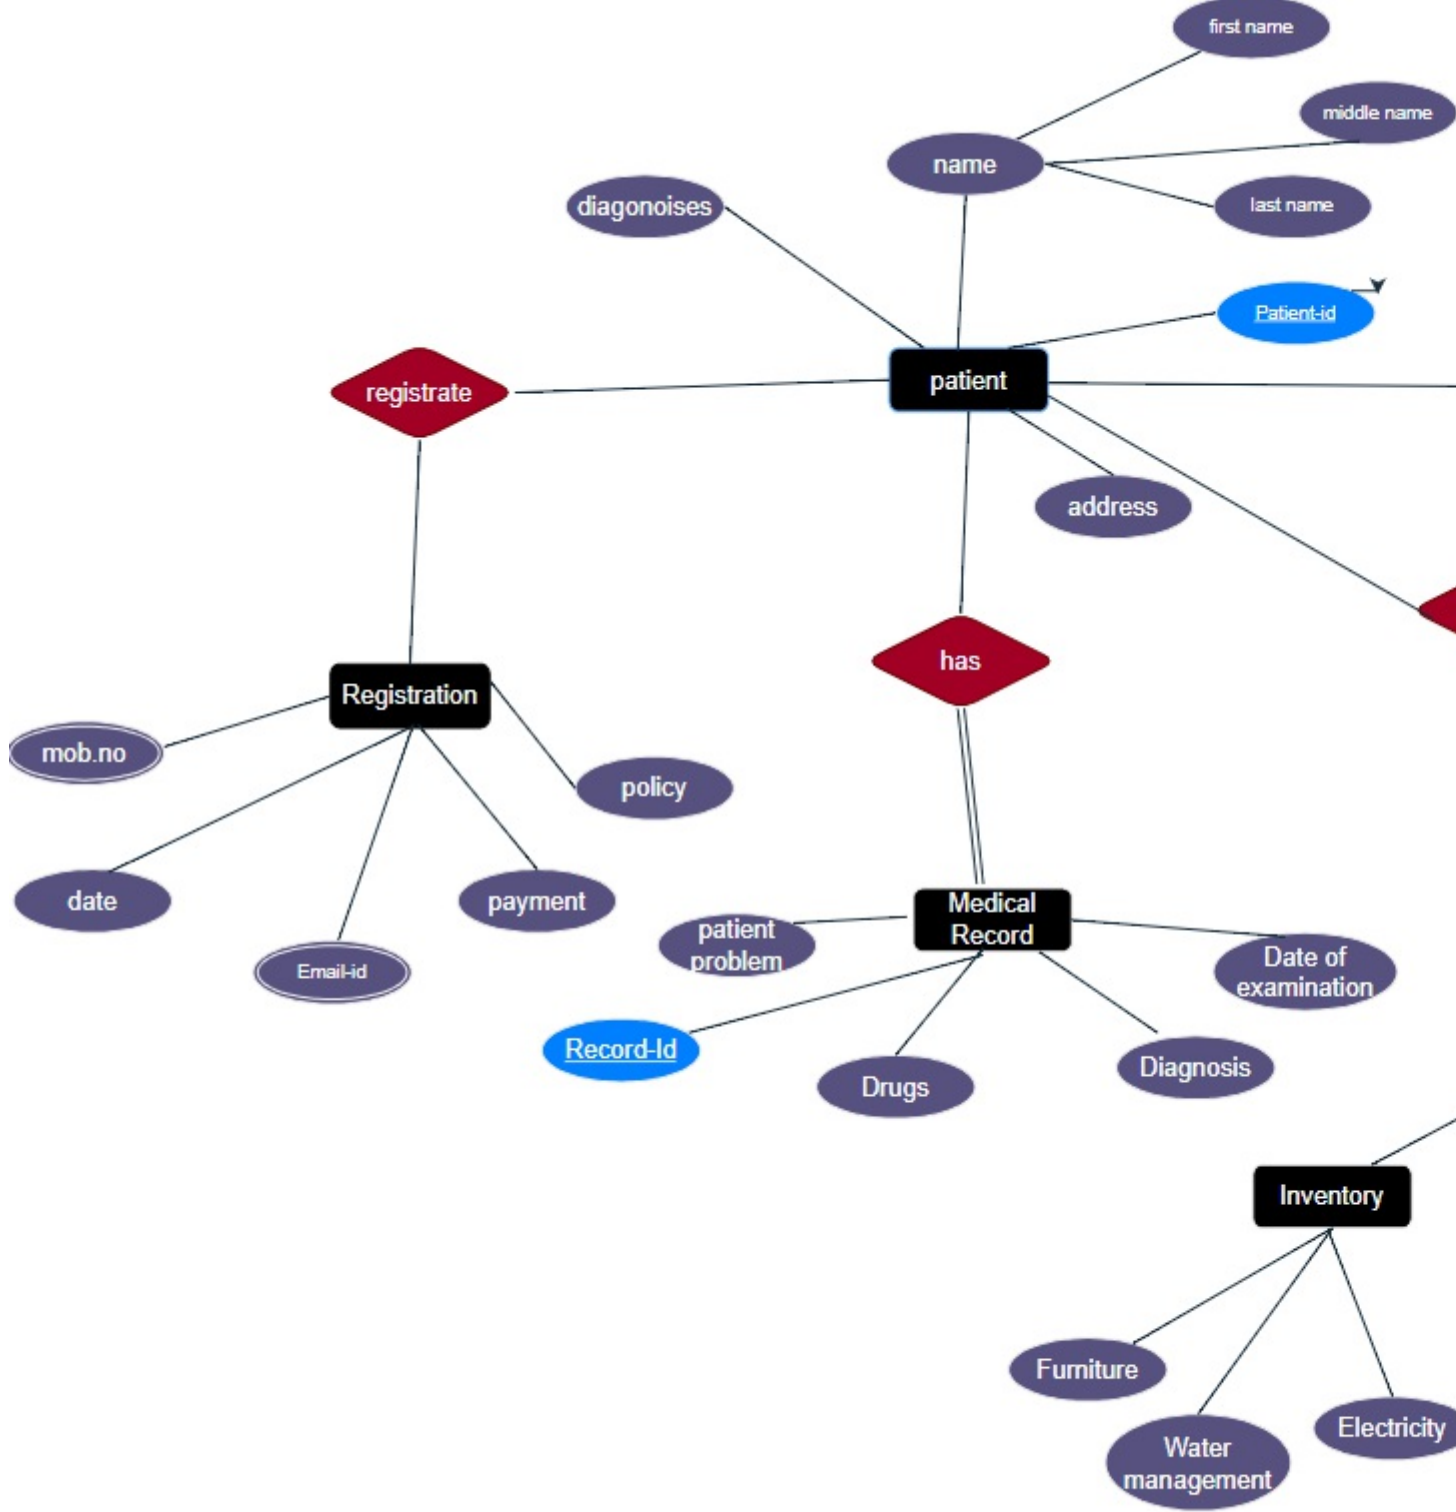 first name
middle name
name
last name
diagonoises
Patient-id
patient
registrate
address
has
Registration
mob.no
policy
date
payment
Email-id
Medical
Record
patient
problem
Date of
examination
Record-Id
Drugs
Diagnosis
Inventory
Furniture
Water
management
Electricity